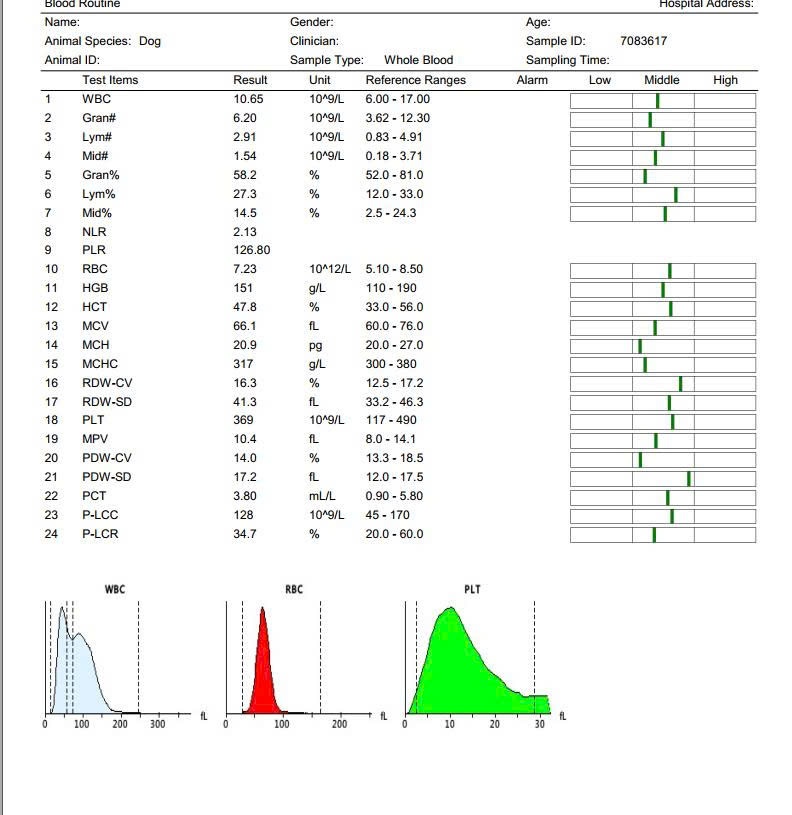 Blood Routine Hospital Address:
Name: Gender: Age:
Animal Species: Dog Clinician: Sample ID: 7083617
Animal ID: Sample Type: Whole Blood Sampling Time:
Test Items Result Unit Reference Ranges Alarm Low Middle High
1 WBC 10.65 10^9/L 6.00 - 17.00
2 Gran# 6.20 10^9/L 3.62 - 12.30
3 Lym# 2.91 10^9/L 0.83 - 4.91
4 Mid# 1.54 10^9/L 0.18 - 3.71
5 Gran% 58.2 % 52.0 - 81.0
6 Lym% 27.3 % 12.0 - 33.0
7 Mid% 14.5 % 2.5 - 24.3
8 NLR 2.13
9 PLR 126.80
10 RBC 7.23 10^12/L 5.10 - 8.50
11 HGB 151 g/L 110 - 190
12 HCT 47.8 % 33.0 - 56.0
13 MCV 66.1 fL 60.0 - 76.0
14 MCH 20.9 pg 20.0 - 27.0
15 MCHC 317 g/L 300 - 380
16 RDW-CV 16.3 % 12.5 - 17.2
17 RDW-SD 41.3 fL 33.2 - 46.3
18 PLT 369 10^9/L 117 - 490
19 MPV 10.4 fL 8.0 - 14.1
20 PDW-CV 14.0 % 13.3 - 18.5
21 PDW-SD 17.2 fL 12.0 - 17.5
22 PCT 3.80 mL/L 0.90 - 5.80
23 P-LCC 128 10^9/L 45 - 170
24 P-LCR 34.7 % 20.0 - 60.0
WBC RBC PLT
0 100 200 300 fL 0 100 200 fL 0 10 20 30 fL